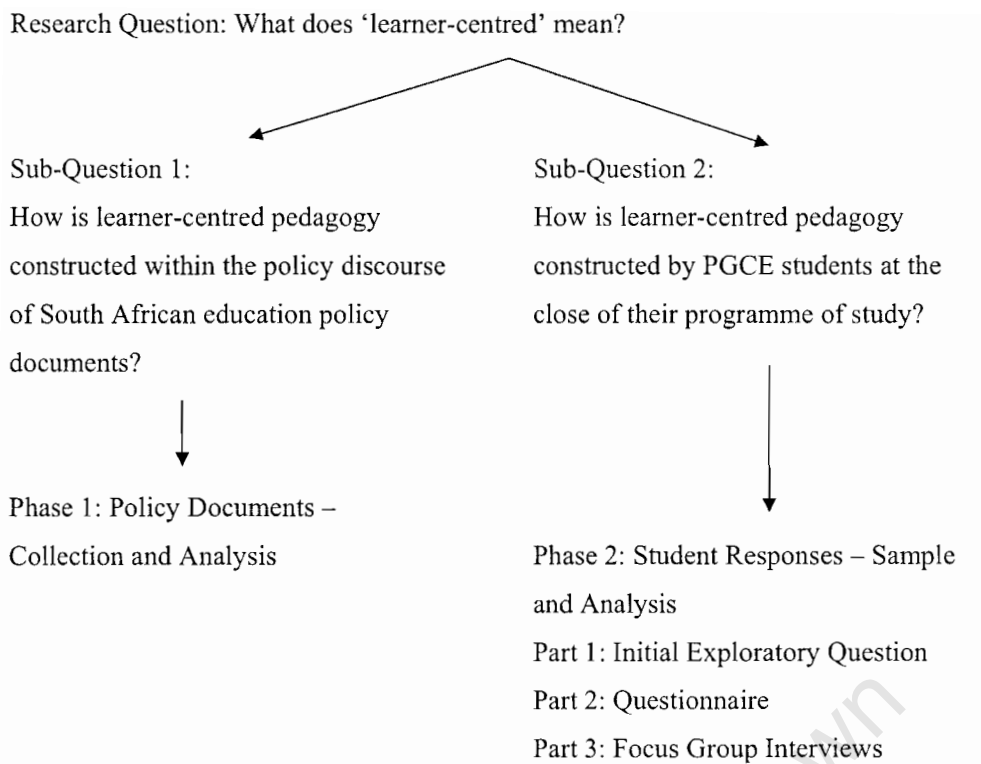 Research Question: What does ‘learner-centred’ mean?
Sub-Question 1:
How is learner-centred pedagogy
constructed within the policy discourse
of South African education policy
documents?
Phase 1: Policy Documents –
Collection and Analysis
Sub-Question 2:
How is learner-centred pedagogy
constructed by PGCE students at the
close of their programme of study?
Phase 2: Student Responses – Sample
and Analysis
Part 1: Initial Exploratory Question
Part 2: Questionnaire
Part 3: Focus Group Interviews